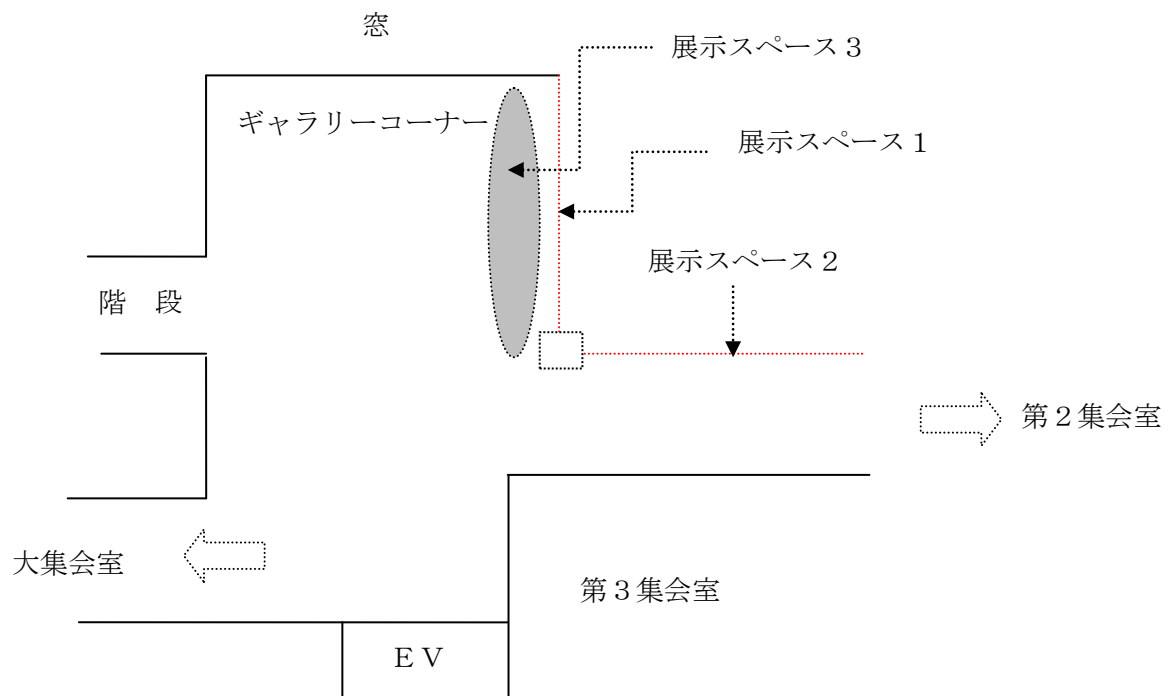 窓
展示スペース３
ギャラリーコーナー
展示スペース１
展示スペース２
階　段
第２集会室
大集会室
第３集会室
ＥＶ